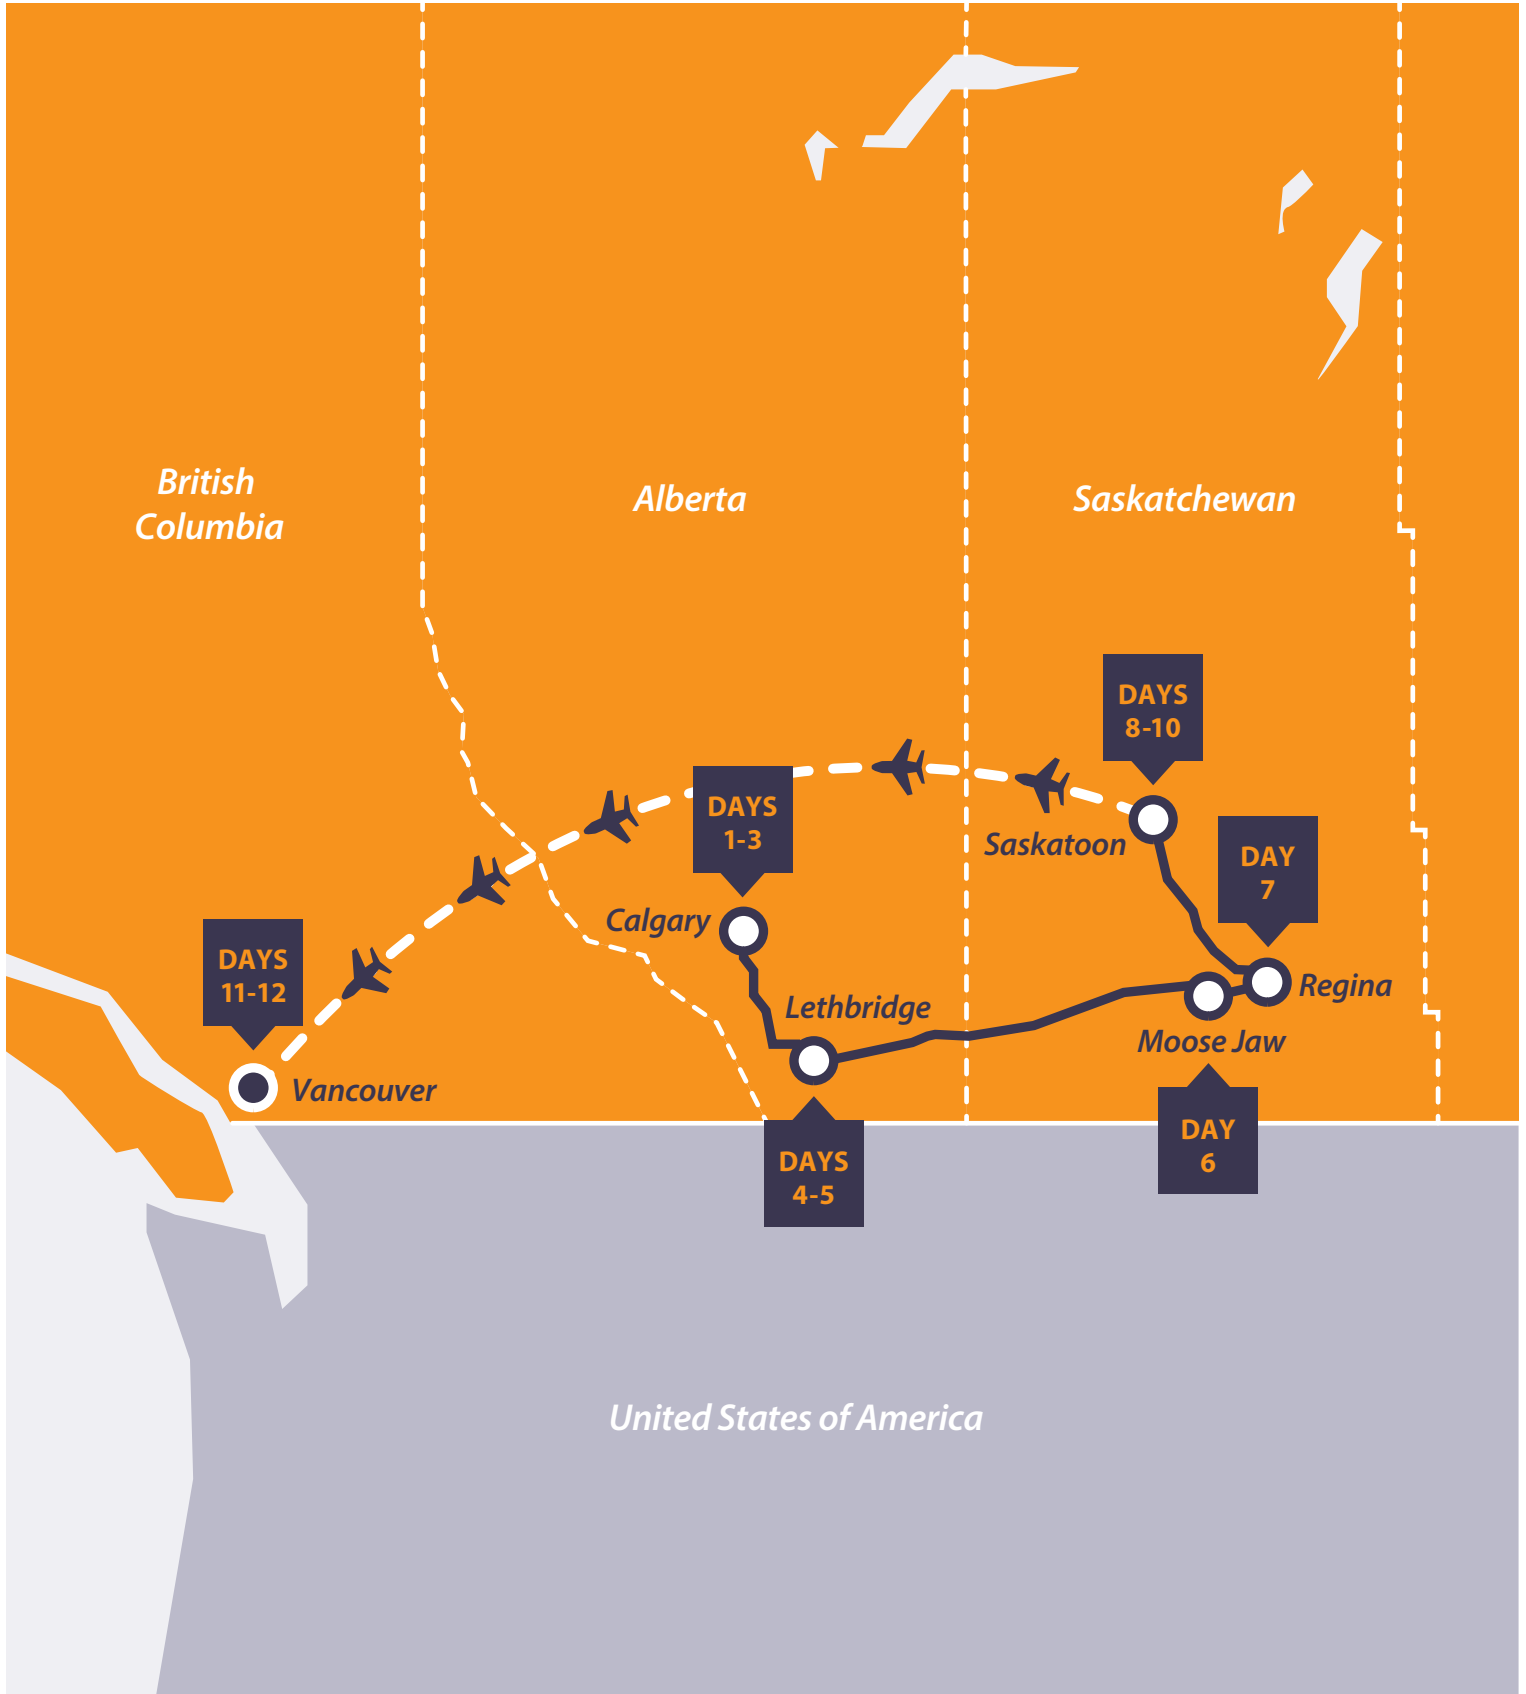 British
Columbia
Alberta
Saskatchewan
DAYS
8-10
DAYS
1-3
Saskatoon
DAY
7
Calgary
DAYS
11-12
Regina
Lethbridge
Moose Jaw
Vancouver
DAY
6
DAYS
4-5
United States of America